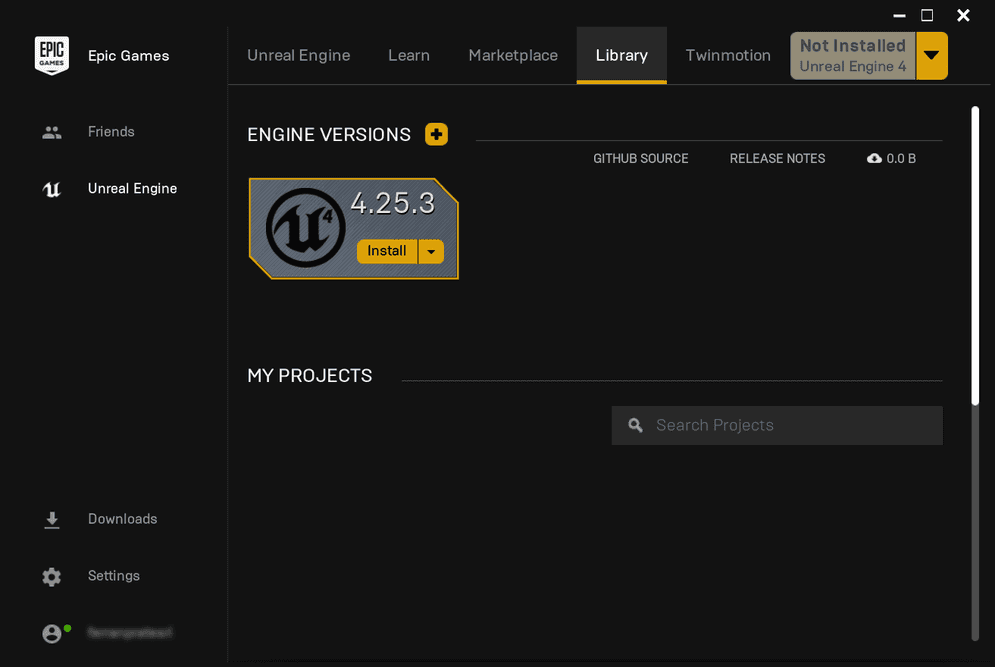 EPIC
GAMES
Epic Games
Friends
Unreal Engine
Downloads
Settings
Unreal Engine Learn Marketplace Library Twinmotion
Not Installed
Unreal Engine 4
ENGINE VERSIONS
GITHUB SOURCE RELEASE NOTES 0.0 B
4
4.25.3
Install
MY PROJECTS
Search Projects